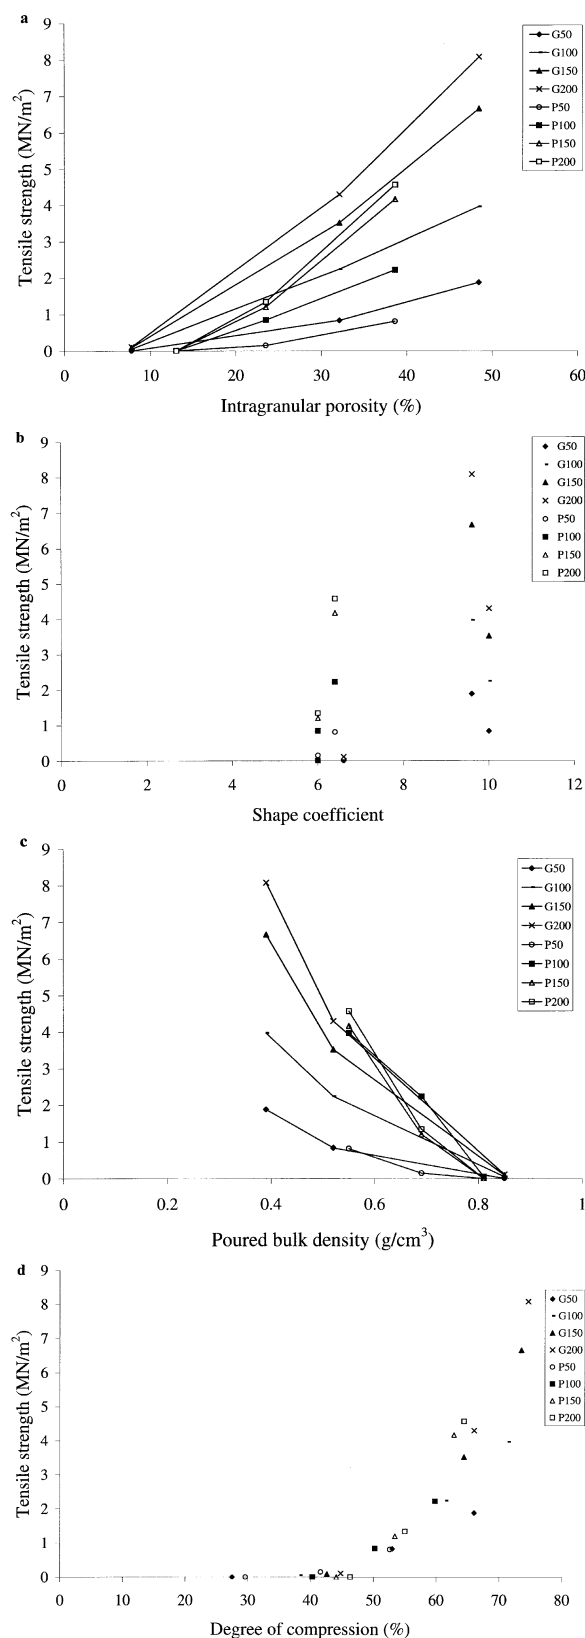 a
9
8
7
6
5
4
3
2
1
0
Tensile strength (MN/m²)
0 10 20 30 40 50 60
Intragranular porosity (%)
G50
G100
G150
G200
P50
P100
P150
P200
b
9
8
7
6
5
4
3
2
1
0
Tensile strength (MN/m²)
0 2 4 6 8 10 12
Shape coefficient
G50
G100
G150
G200
P50
P100
P150
P200
c
9
8
7
6
5
4
3
2
1
0
Tensile strength (MN/m²)
0 0.2 0.4 0.6 0.8 1
Poured bulk density (g/cm³)
G50
G100
G150
G200
P50
P100
P150
P200
d
9
8
7
6
5
4
3
2
1
0
Tensile strength (MN/m²)
0 10 20 30 40 50 60 70 80
Degree of compression (%)
G50
G100
G150
G200
P50
P100
P150
P200